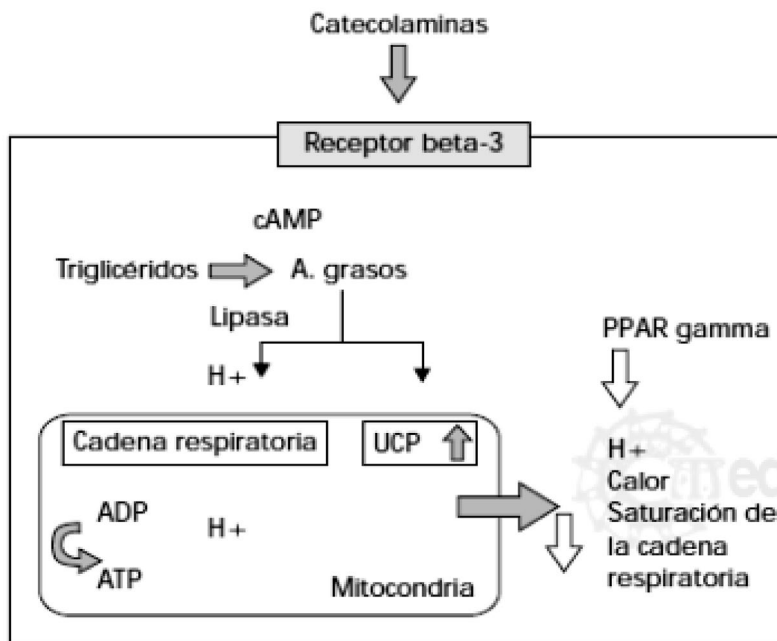 Catecolaminas
Receptor beta-3
cAMP
Triglicéridos
A. grasos
Lipasa
PPAR gamma
H+
Cadena respiratoria
UCP
H+
Calor
Saturación de
la cadena
respiratoria
ADP
H+
ATP
Mitocondria